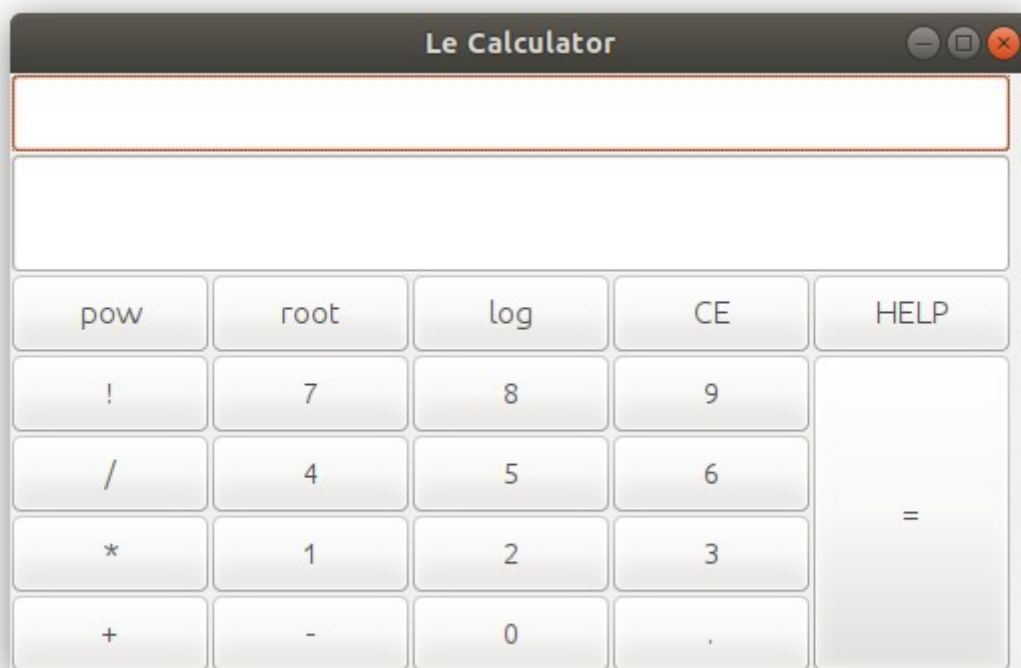 Le Calculator
pow root log CE HELP
! 7 8 9
/ 4 5 6
* 1 2 3 =
+ - 0 .